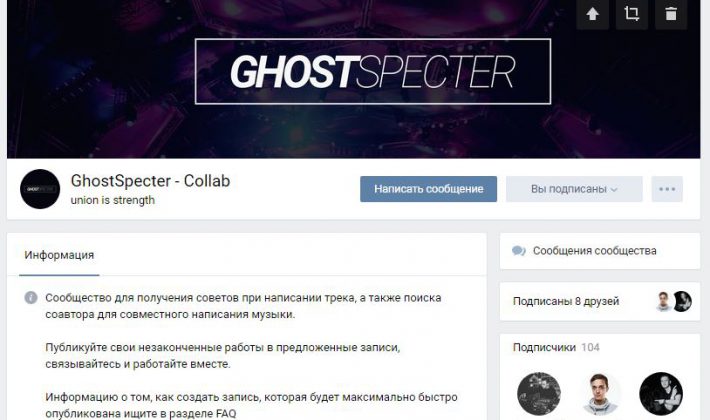 GHOSTSPECTER
GHOSTSPECTER
GhostSpecter - Collab
union is strength
Написать сообщение
Вы подписаны
Информация
Сообщения сообщества
Сообщество для получения советов при написании трека, а также поиска
соавтора для совместного написания музыки.
Подписаны 8 друзей
Публикуйте свои незаконченные работы в предложенные записи,
связывайтесь и работайте вместе.
Подписчики 104
Информацию о том, как создать запись, которая будет максимально быстро
опубликована ищите в разделе FAQ